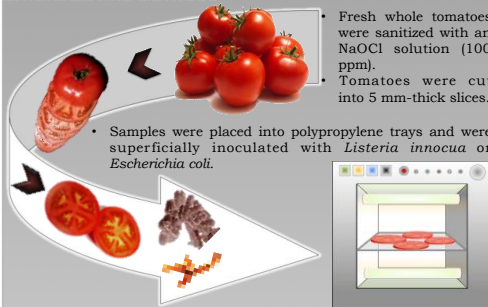 • Fresh whole tomatoes
were sanitized with an
NaOCl solution (100
ppm).
• Tomatoes were cut
into 5 mm-thick slices.
• Samples were placed into polypropylene trays and were
superficially inoculated with Listeria innocua or
Escherichia coli.